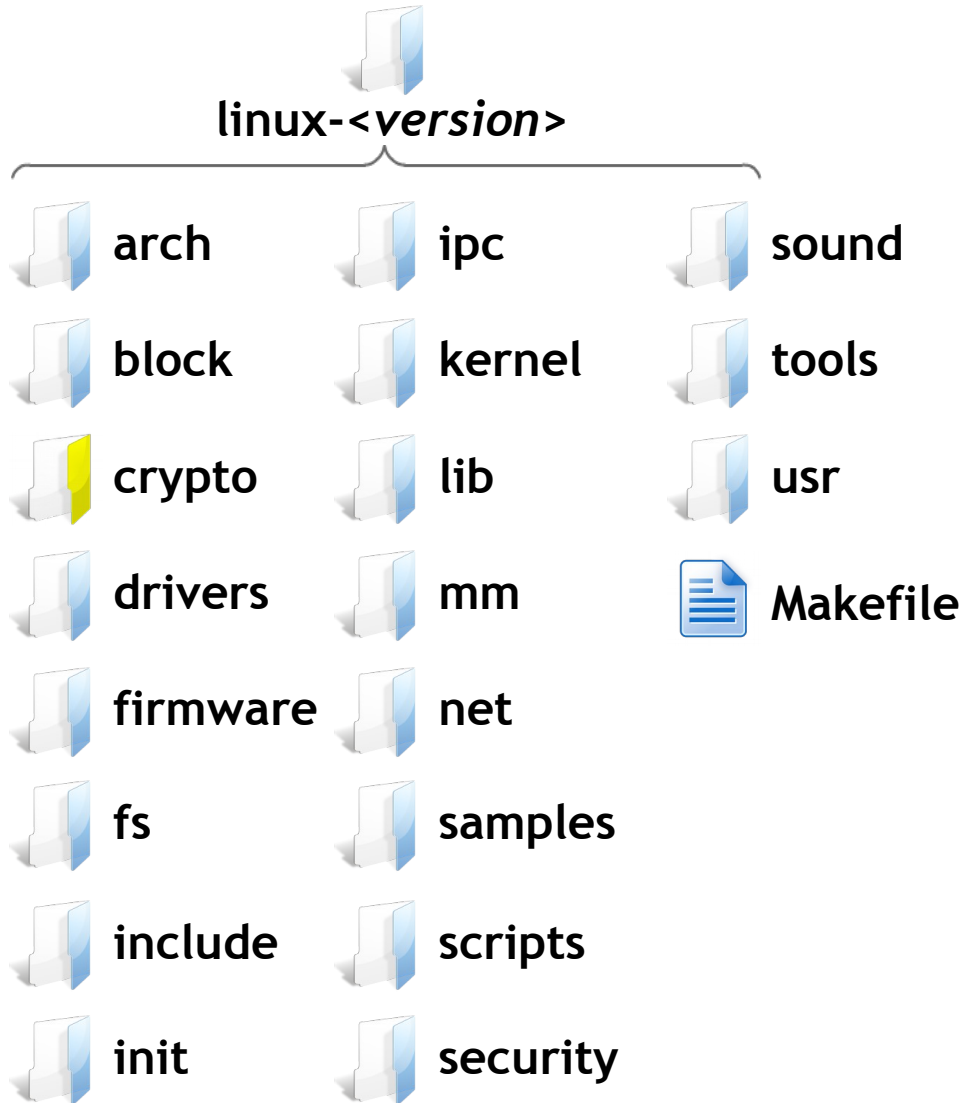 linux-<version>
arch
block
crypto
drivers
firmware
fs
include
init
ipc
kernel
lib
mm
net
samples
scripts
security
sound
tools
usr
Makefile